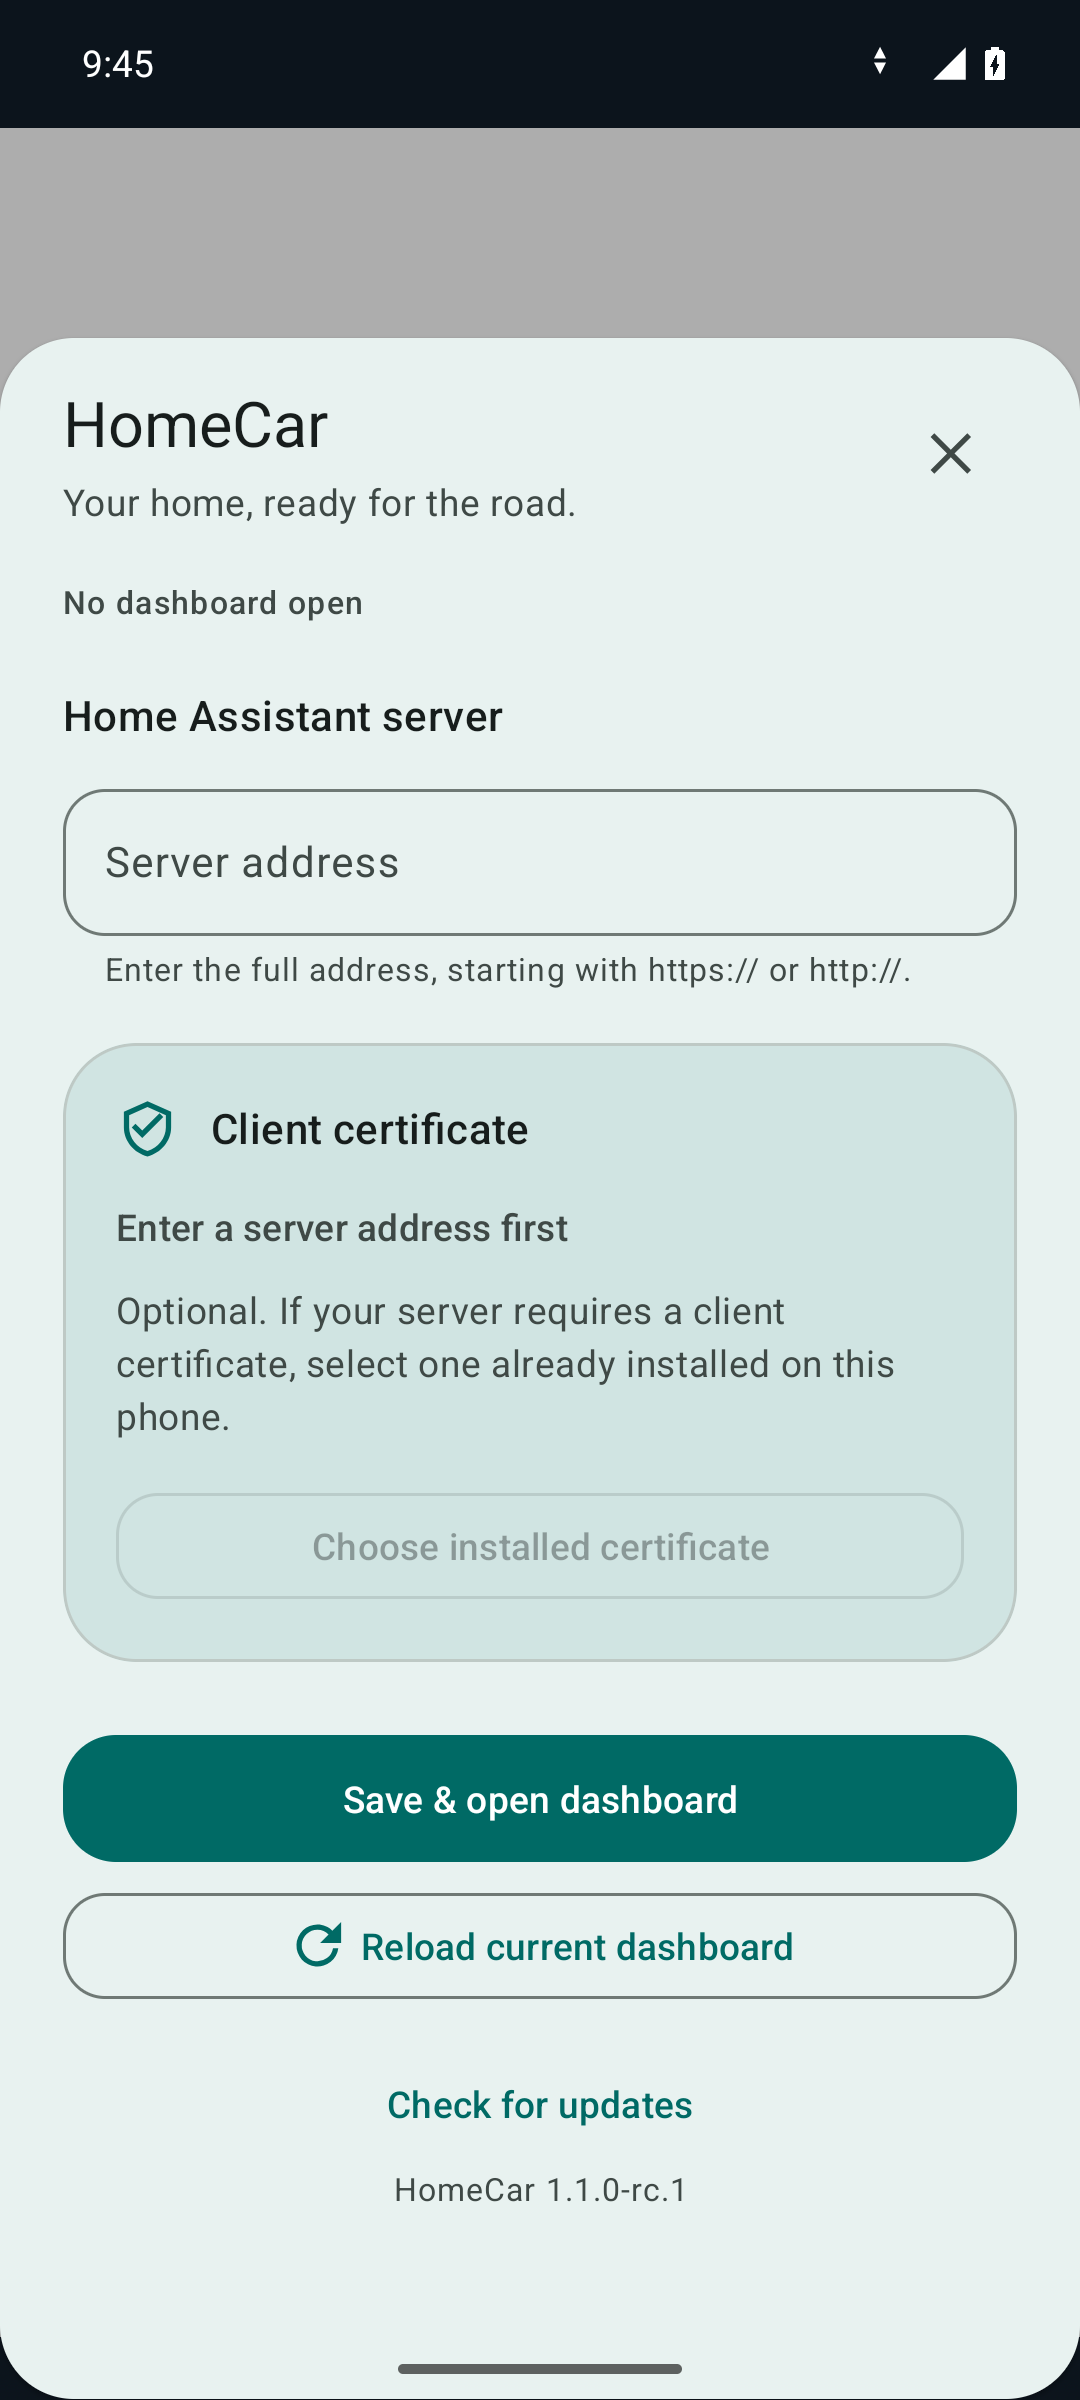 9:45
HomeCar
Your home, ready for the road.
No dashboard open
Home Assistant server
Server address
Enter the full address, starting with https:// or http://.
Client certificate
Enter a server address first
Optional. If your server requires a client
certificate, select one already installed on this
phone.
Choose installed certificate
Save & open dashboard
Reload current dashboard
Check for updates
HomeCar 1.1.0-rc.1